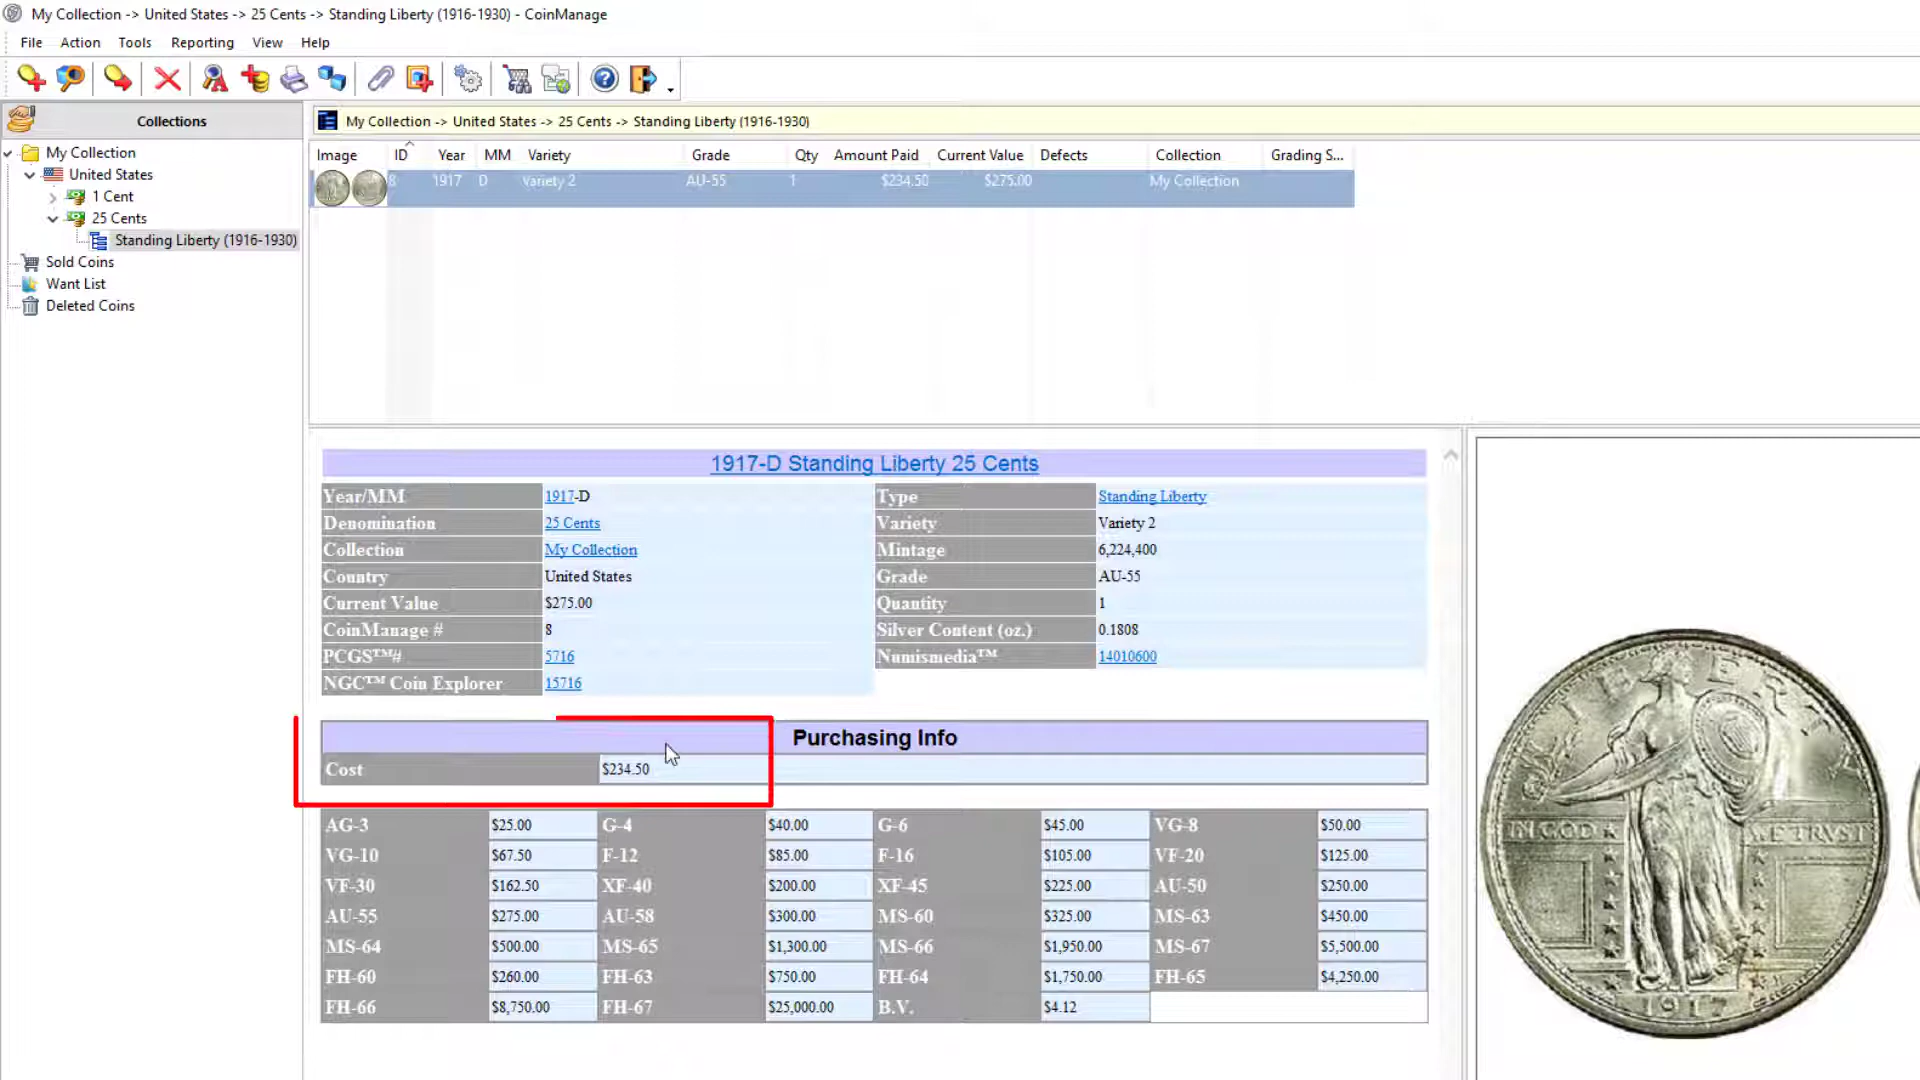 My Collection -> United States -> 25 Cents -> Standing Liberty (1916-1930) - CoinManage
File Action Tools Reporting View Help
Collections
My Collection
United States
1 Cent
25 Cents
Standing Liberty (1916-1930)
Sold Coins
Want List
Deleted Coins
My Collection -> United States -> 25 Cents -> Standing Liberty (1916-1930)
Image ID Year MM Variety Grade Qty Amount Paid Current Value Defects Collection Grading S...
8 1917 D Variety 2 AU-55 1 $234.50 $275.00 My Collection
1917-D Standing Liberty 25 Cents
Year/MM 1917-D Type Standing Liberty
Denomination 25 Cents Variety Variety 2
Collection My Collection Mintage 6,224,400
Country United States Grade AU-55
Current Value $275.00 Quantity 1
CoinManage # 8 Silver Content (oz.) 0.1808
PCGS™# 5716 Numismedia™ 14010600
NGC™ Coin Explorer 15716
Purchasing Info
Cost $234.50
AG-3 $25.00 G-4 $40.00 G-6 $45.00 VG-8 $50.00
VG-10 $67.50 F-12 $85.00 F-16 $105.00 VF-20 $125.00
VF-30 $162.50 XF-40 $200.00 XF-45 $225.00 AU-50 $250.00
AU-55 $275.00 AU-58 $300.00 MS-60 $325.00 MS-63 $450.00
MS-64 $500.00 MS-65 $1,300.00 MS-66 $1,950.00 MS-67 $5,500.00
FH-60 $260.00 FH-63 $750.00 FH-64 $1,750.00 FH-65 $4,250.00
FH-66 $8,750.00 FH-67 $25,000.00 B.V. $4.12
LIBERTY
IN GOD WE TRVST
1917